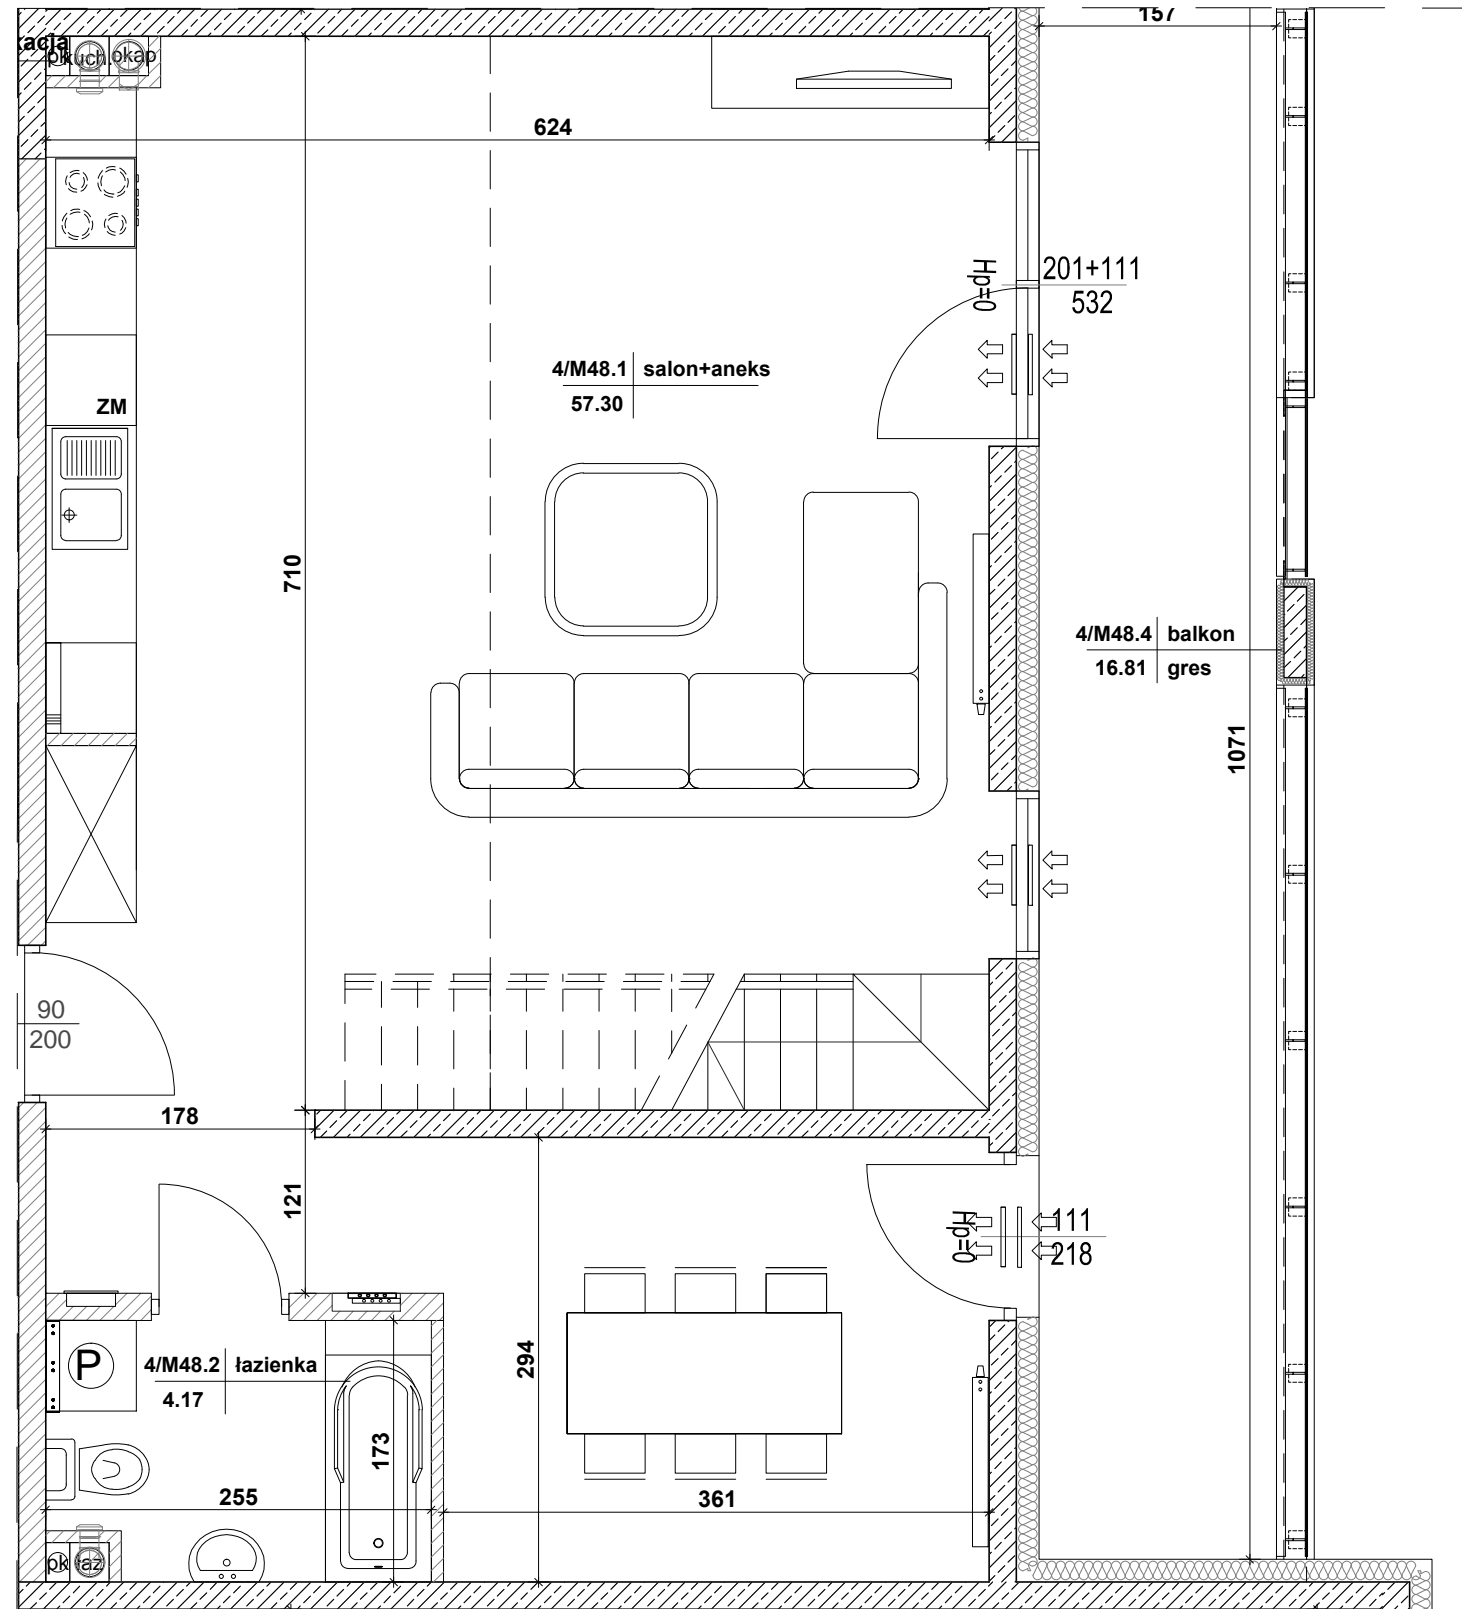 157
kacja
pk
kuch.
okap
624
Hp=0
201+111
532
4/M48.1 salon+aneks
57.30
ZM
710
4/M48.4 balkon
16.81 gres
1071
90
200
178
121
Hp=0
111
218
P
4/M48.2 łazienka
4.17
294
173
255
361
pk
łaz